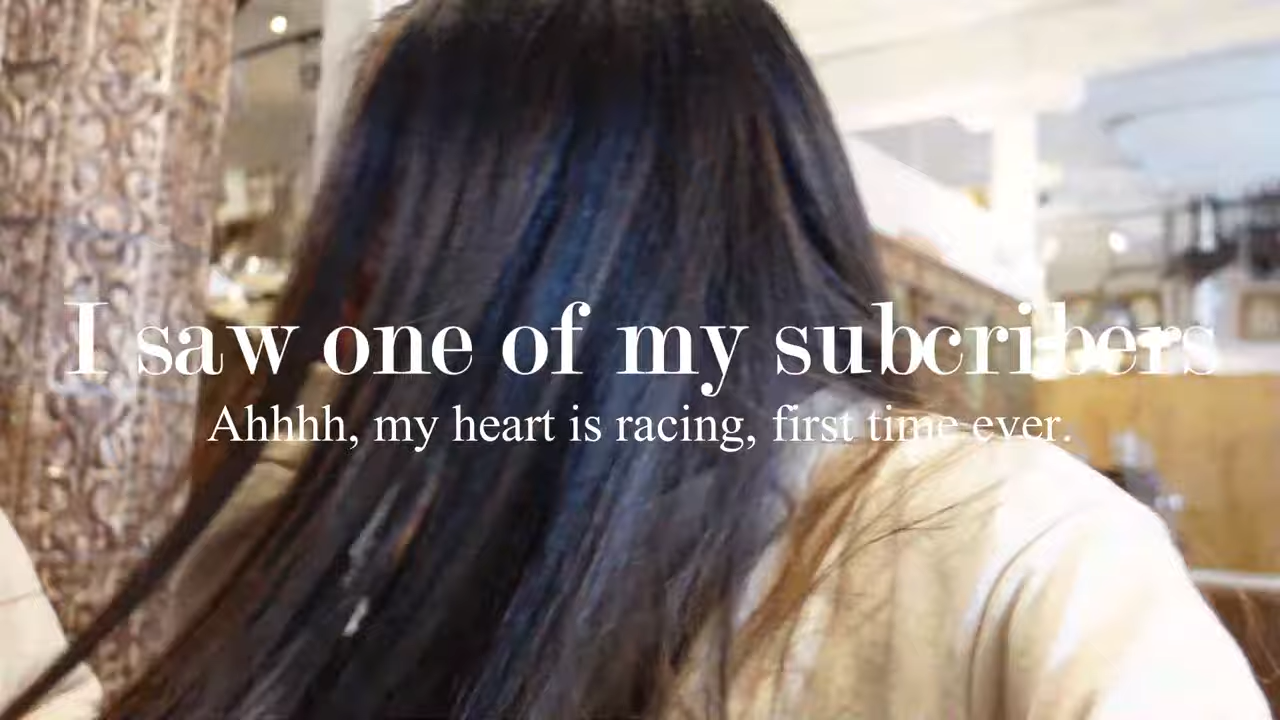 I saw one of my subcribers
Ahhhh, my heart is racing, first time ever.